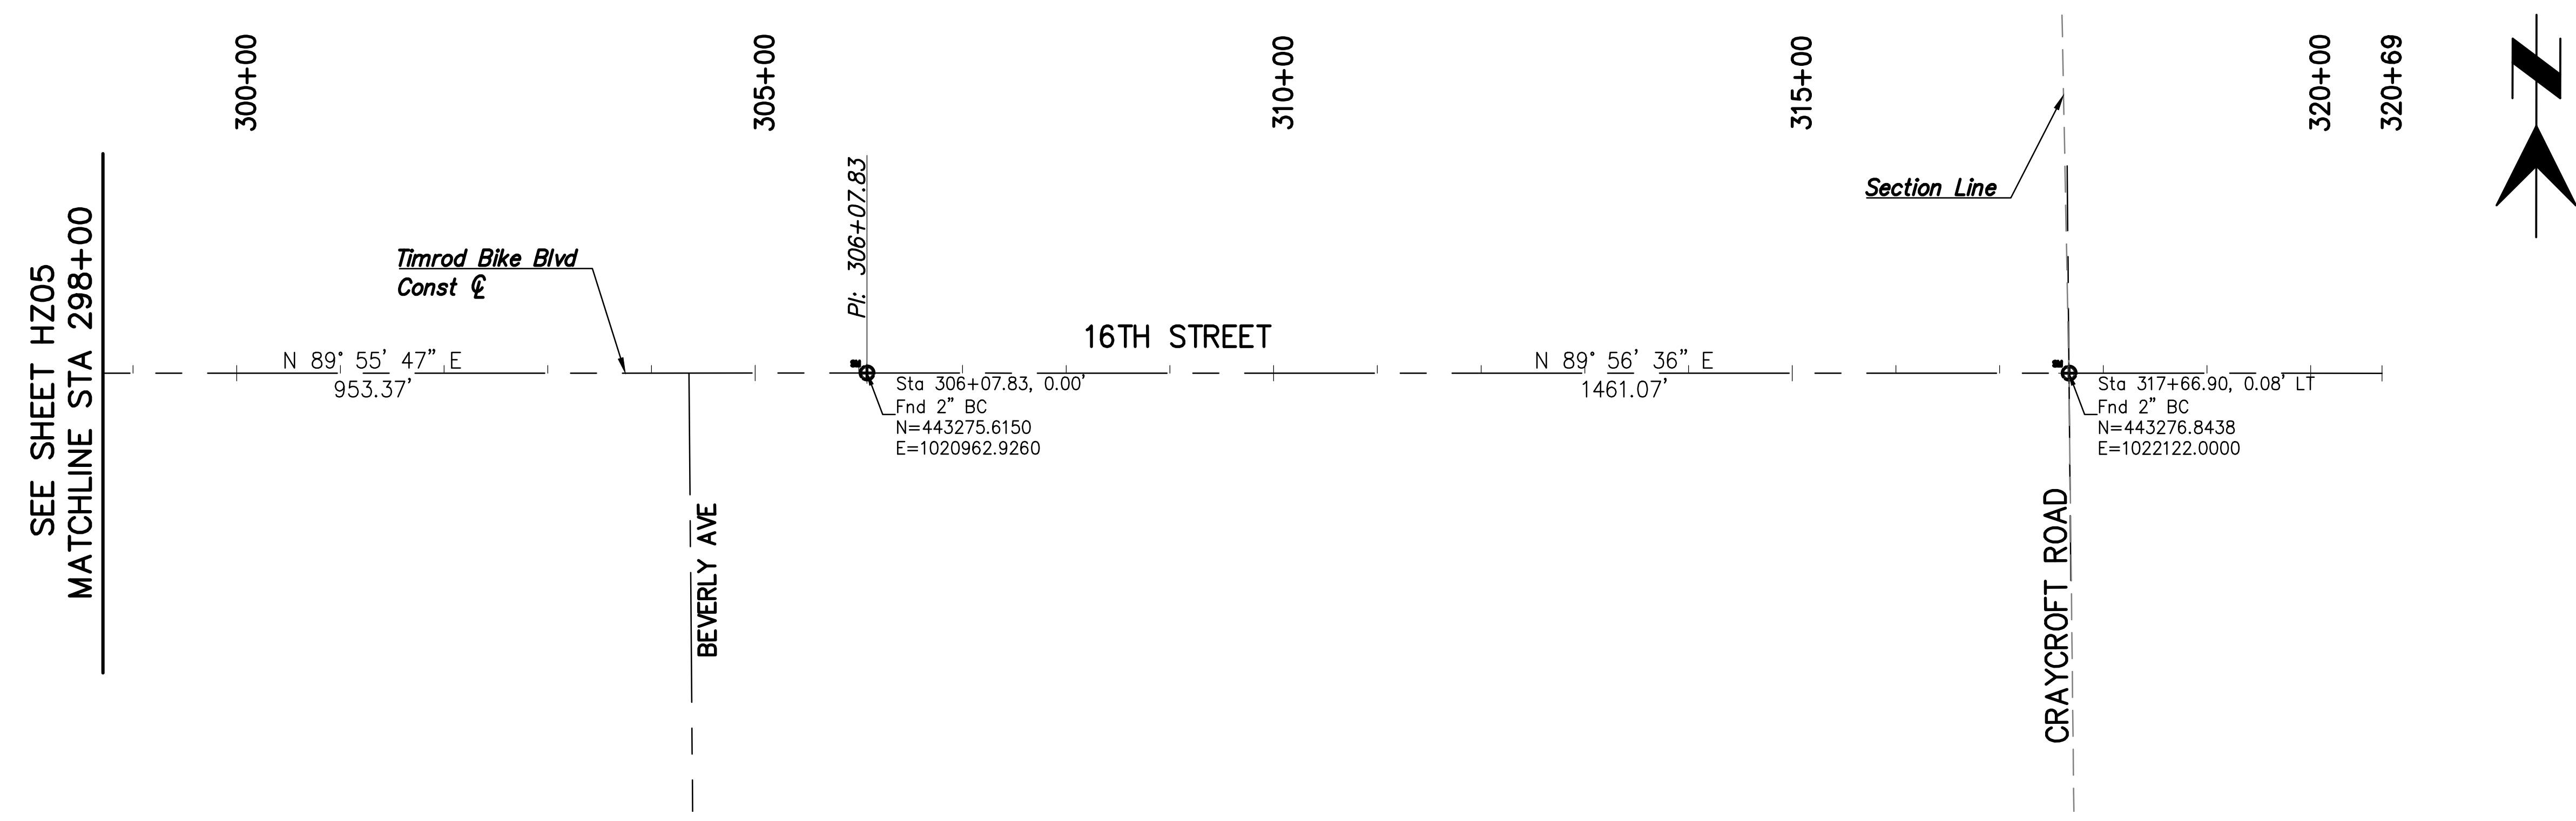 300+00
305+00
310+00
315+00
320+00
320+69
N
SEE SHEET HZ05
MATCHLINE STA 298+00
Timrod Bike Blvd
Const ℄
PI: 306+07.83
Section Line
16TH STREET
N 89° 55' 47" E
953.37'
N 89° 56' 36" E
1461.07'
Sta 306+07.83, 0.00'
Fnd 2" BC
N=443275.6150
E=1020962.9260
Sta 317+66.90, 0.08' LT
Fnd 2" BC
N=443276.8438
E=1022122.0000
BEVERLY AVE
CRAYCROFT ROAD